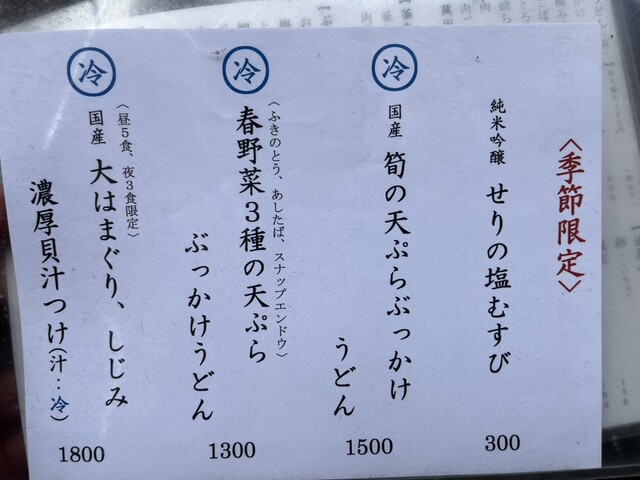 〈季節限定〉
純米吟醸 せりの塩むすび
300
冷
国産 筍の天ぷらぶっかけ
うどん
1500
冷
〈ふきのとう、あしたば、スナップエンドウ〉
春野菜3種の天ぷら
ぶっかけうどん
1300
冷
〈昼5食、夜3食限定〉
国産 大はまぐり、しじみ
濃厚貝汁つけ(汁:冷)
1800